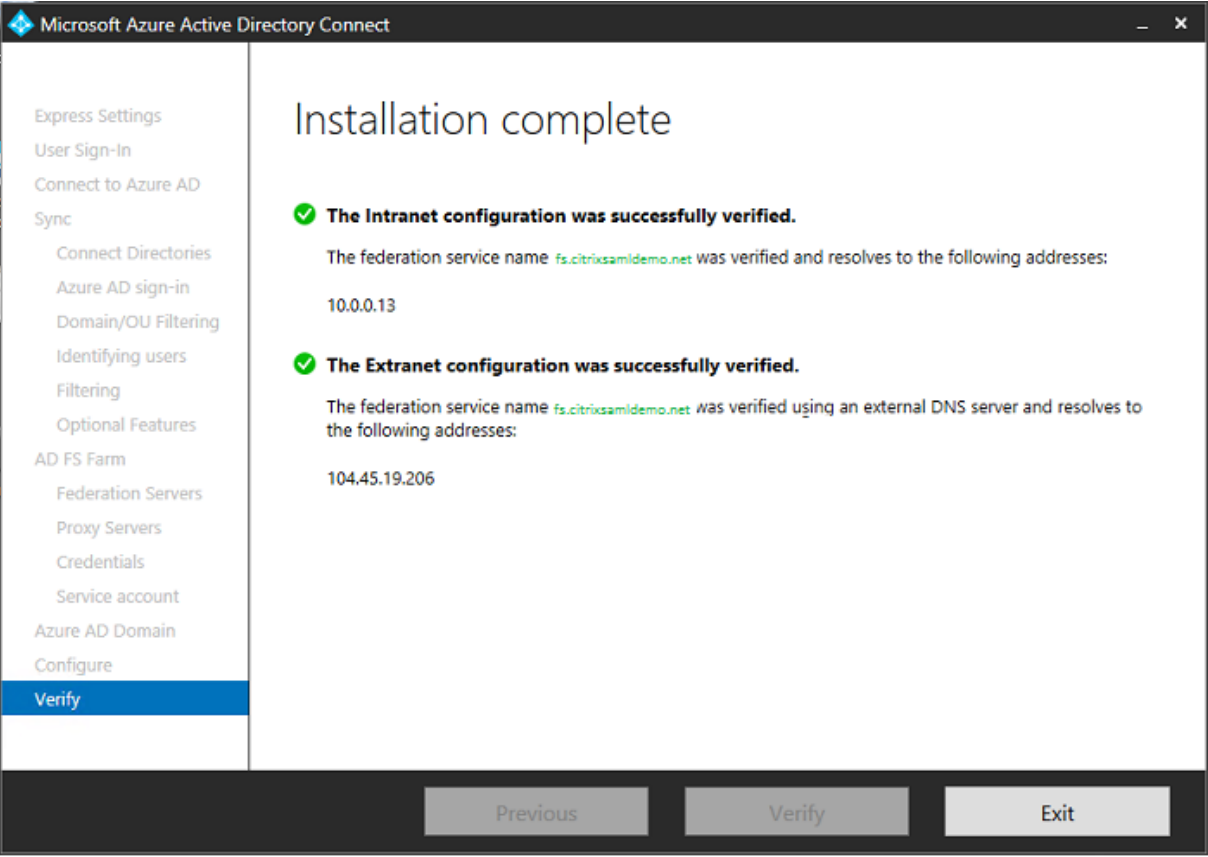 Microsoft Azure Active Directory Connect
Express Settings
User Sign-In
Connect to Azure AD
Sync
Connect Directories
Azure AD sign-in
Domain/OU Filtering
Identifying users
Filtering
Optional Features
AD FS Farm
Federation Servers
Proxy Servers
Credentials
Service account
Azure AD Domain
Configure
Verify
Installation complete
The Intranet configuration was successfully verified.
The federation service name fs.citrixsamldemo.net was verified and resolves to the following addresses:
10.0.0.13
The Extranet configuration was successfully verified.
The federation service name fs.citrixsamldemo.net was verified using an external DNS server and resolves to
the following addresses:
104.45.19.206
Previous
Verify
Exit